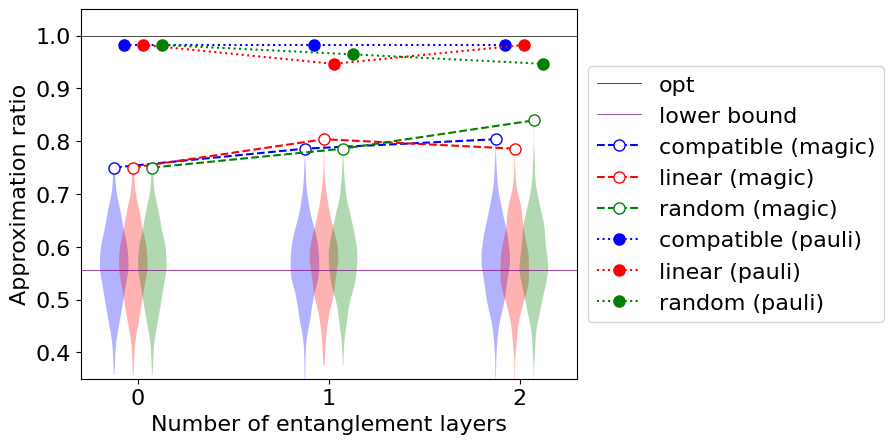 1.0
0.9
0.8
0.7
0.6
0.5
0.4
Approximation ratio
0
1
2
Number of entanglement layers
opt
lower bound
compatible (magic)
linear (magic)
random (magic)
compatible (pauli)
linear (pauli)
random (pauli)